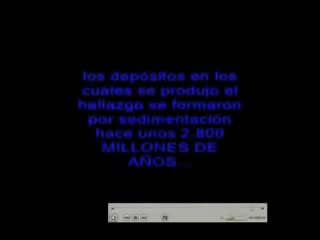 los depósitos en los
cuales se produjo el
hallazgo se formaron
por sedimentación
hace unos 2.800
MILLONES DE
AÑOS...